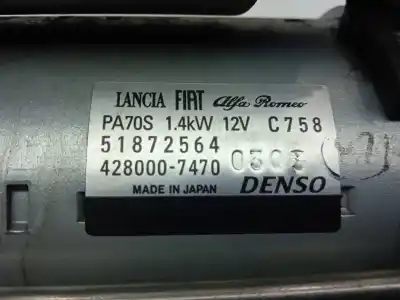 LANCIA FIAT Alfa Romeo
PA70S 1.4kW 12V C758
51872564
428000-7470
MADE IN JAPAN DENSO